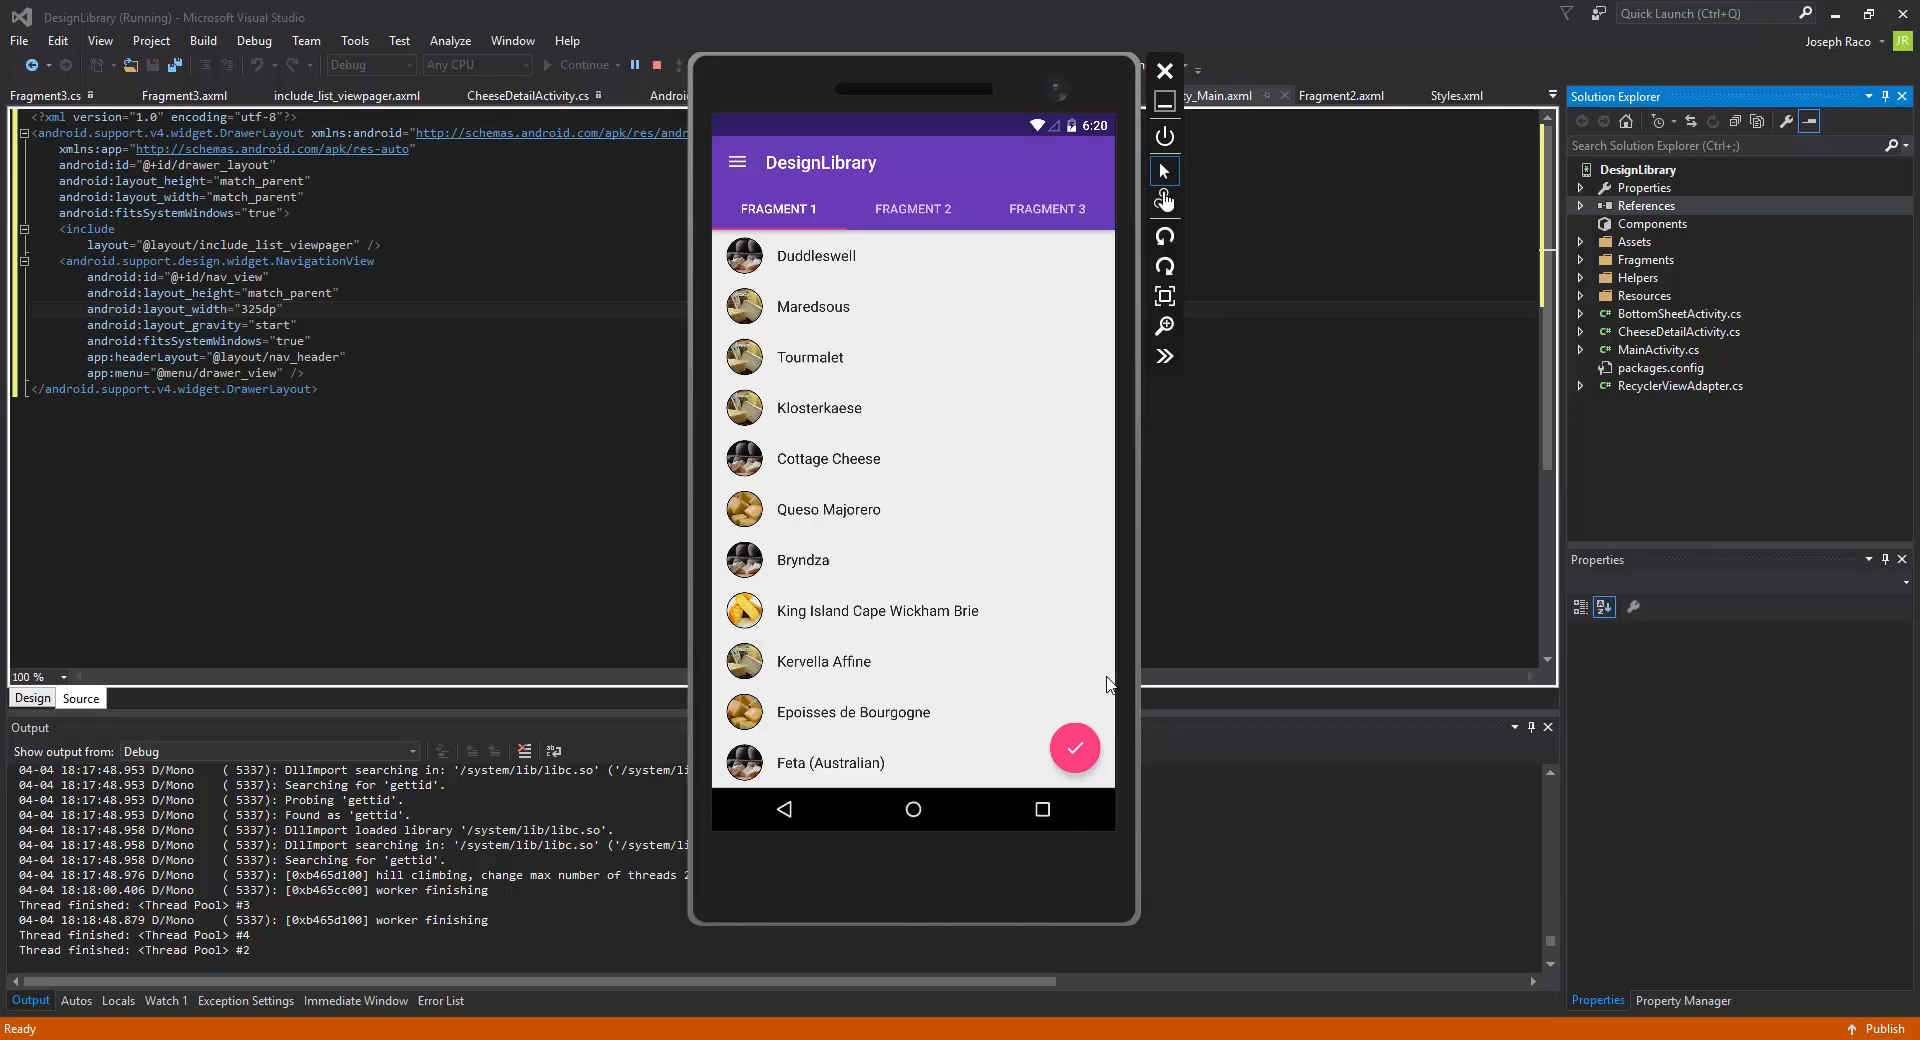 DesignLibrary (Running) - Microsoft Visual Studio
Quick Launch (Ctrl+Q)
File Edit View Project Build Debug Team Tools Test Analyze Window Help
Joseph Raco JR
Debug Any CPU Continue
Fragment3.cs Fragment3.axml include_list_viewpager.axml CheeseDetailActivity.cs Fragment2.axml Styles.xml
<?xml version="1.0" encoding="utf-8"?>
<android.support.v4.widget.DrawerLayout xmlns:android="http://schemas.android.com/apk/res/andr
xmlns:app="http://schemas.android.com/apk/res-auto"
android:id="@+id/drawer_layout"
android:layout_height="match_parent"
android:layout_width="match_parent"
android:fitsSystemWindows="true">
<include
layout="@layout/include_list_viewpager" />
<android.support.design.widget.NavigationView
android:id="@+id/nav_view"
android:layout_height="match_parent"
android:layout_width="325dp"
android:layout_gravity="start"
android:fitsSystemWindows="true"
app:headerLayout="@layout/nav_header"
app:menu="@menu/drawer_view" />
</android.support.v4.widget.DrawerLayout>
100 %
Design Source
6:20
DesignLibrary
FRAGMENT 1 FRAGMENT 2 FRAGMENT 3
Duddleswell
Maredsous
Tourmalet
Klosterkaese
Cottage Cheese
Queso Majorero
Bryndza
King Island Cape Wickham Brie
Kervella Affine
Epoisses de Bourgogne
Feta (Australian)
Solution Explorer
Search Solution Explorer (Ctrl+;)
DesignLibrary
Properties
References
Components
Assets
Fragments
Helpers
Resources
BottomSheetActivity.cs
CheeseDetailActivity.cs
MainActivity.cs
packages.config
RecyclerViewAdapter.cs
Properties
Properties Property Manager
Output
Show output from: Debug
04-04 18:17:48.953 D/Mono ( 5337): DllImport searching in: '/system/lib/libc.so' ('/system/li
04-04 18:17:48.953 D/Mono ( 5337): Searching for 'gettid'.
04-04 18:17:48.953 D/Mono ( 5337): Probing 'gettid'.
04-04 18:17:48.953 D/Mono ( 5337): Found as 'gettid'.
04-04 18:17:48.958 D/Mono ( 5337): DllImport loaded library '/system/lib/libc.so'.
04-04 18:17:48.958 D/Mono ( 5337): DllImport searching in: '/system/lib/libc.so' ('/system/li
04-04 18:17:48.958 D/Mono ( 5337): Searching for 'gettid'.
04-04 18:17:48.976 D/Mono ( 5337): [0xb465d100] hill climbing, change max number of threads
04-04 18:18:00.406 D/Mono ( 5337): [0xb465cc00] worker finishing
Thread finished: <Thread Pool> #3
04-04 18:18:48.879 D/Mono ( 5337): [0xb465d100] worker finishing
Thread finished: <Thread Pool> #4
Thread finished: <Thread Pool> #2
Output Autos Locals Watch 1 Exception Settings Immediate Window Error List
Ready
Publish